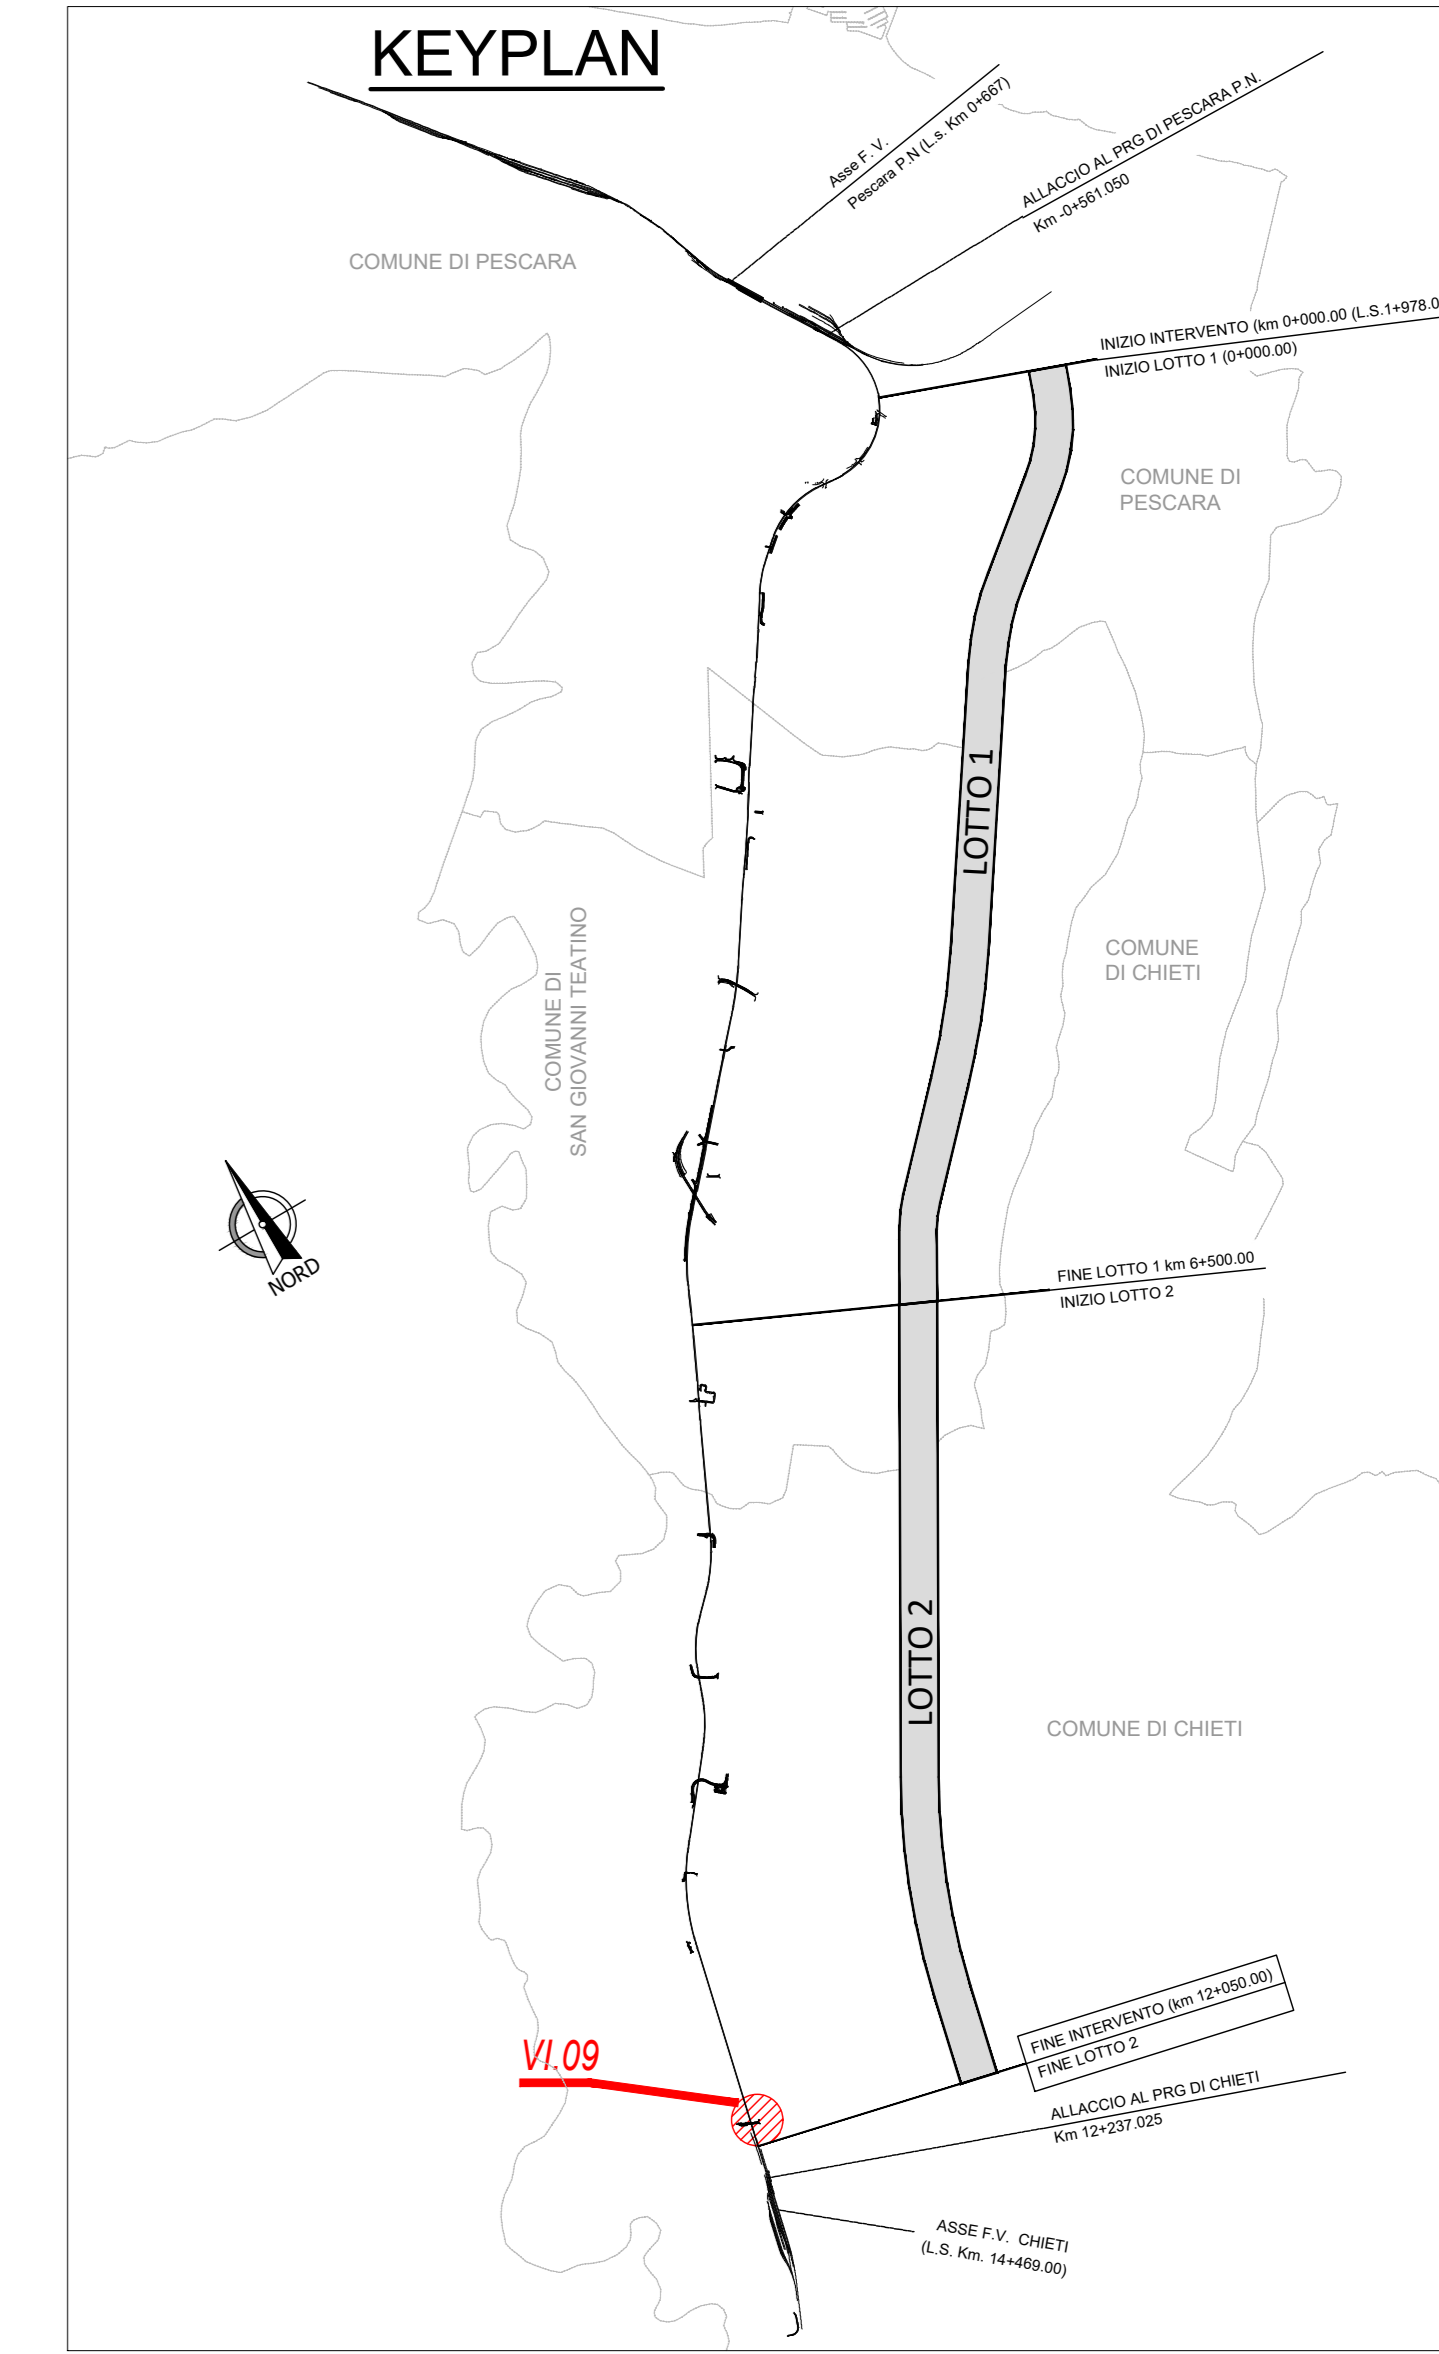 KEYPLAN
Asse F. V.
Pescara P.N (L.s. Km 0+667)
ALLACCIO AL PRG DI PESCARA P.N.
Km -0+561.050
COMUNE DI PESCARA
INIZIO INTERVENTO (km 0+000.00 (L.S.1+978.0
INIZIO LOTTO 1 (0+000.00)
COMUNE DI
PESCARA
LOTTO 1
COMUNE DI
SAN GIOVANNI TEATINO
COMUNE
DI CHIETI
NORD
FINE LOTTO 1 km 6+500.00
INIZIO LOTTO 2
LOTTO 2
COMUNE DI CHIETI
FINE INTERVENTO (km 12+050.00)
FINE LOTTO 2
VI.09
ALLACCIO AL PRG DI CHIETI
Km 12+237.025
ASSE F.V. CHIETI
(L.S. Km. 14+469.00)